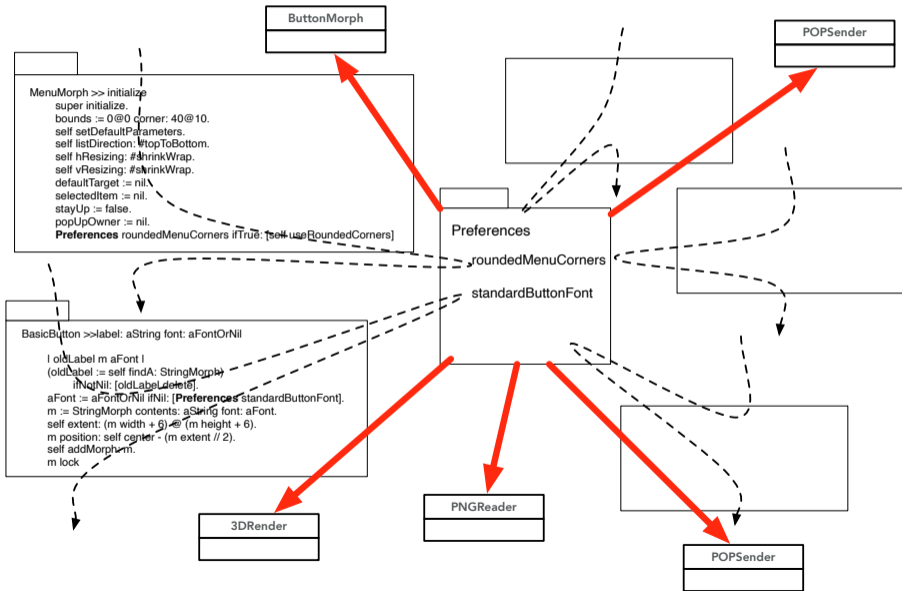 ButtonMorph
POPSender
MenuMorph >> initialize
super initialize.
bounds := 0@0 corner: 40@10.
self setDefaultParameters.
self listDirection: #topToBottom.
self hResizing: #shrinkWrap.
self vResizing: #shrinkWrap.
defaultTarget := nil.
selectedItem := nil.
stayUp := false.
popUpOwner := nil.
Preferences roundedMenuCorners ifTrue: [self useRoundedCorners]
Preferences
roundedMenuCorners
standardButtonFont
BasicButton >>label: aString font: aFontOrNil
| oldLabel m aFont |
(oldLabel := self findA: StringMorph)
ifNotNil: [oldLabel delete].
aFont := aFontOrNil ifNil: [Preferences standardButtonFont].
m := StringMorph contents: aString font: aFont.
self extent: (m width + 6) @ (m height + 6).
m position: self center - (m extent // 2).
self addMorph: m.
m lock
3DRender
PNGReader
POPSender